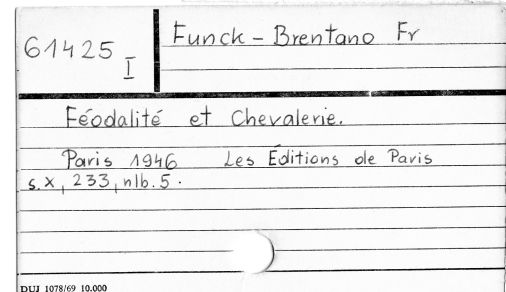 61425 I
Funck-Brentano Fr
Féodalité et Chevalerie.
Paris 1946 Les Éditions de Paris
s. X, 233, nlb. 5.
DUJ 1078/69 10.000